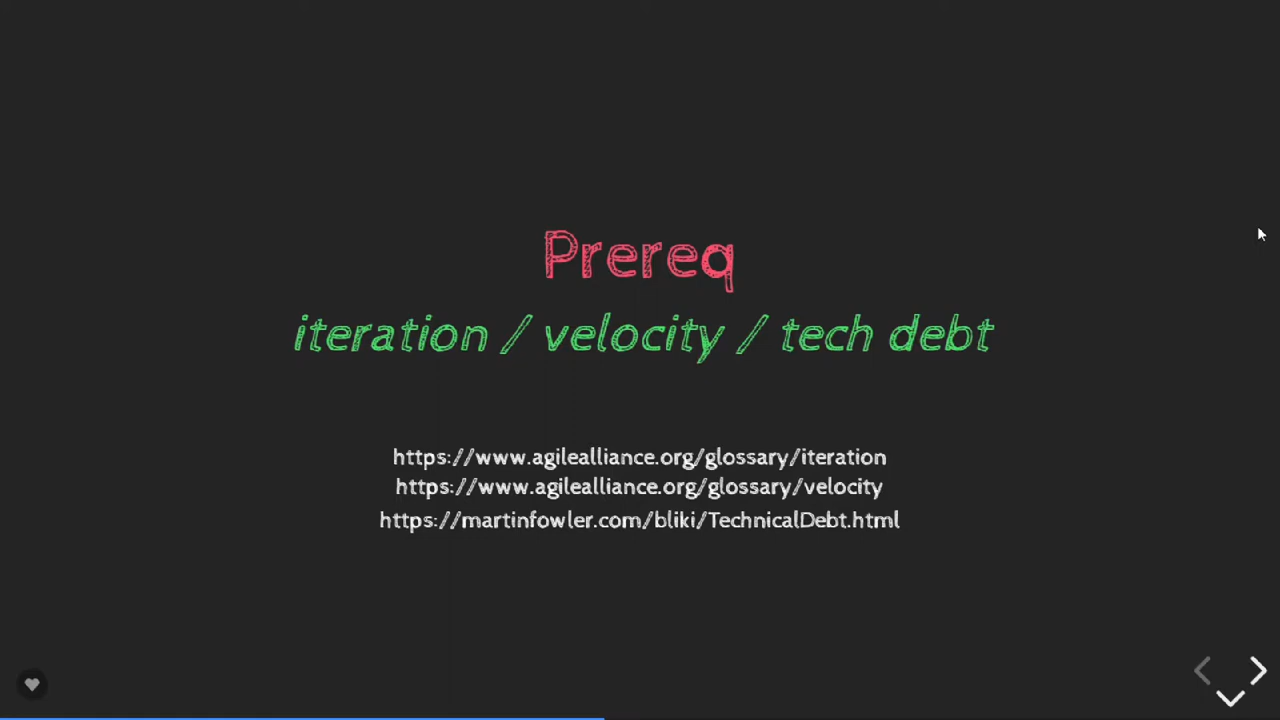 Prereq
iteration / velocity / tech debt
https://www.agilealliance.org/glossary/iteration
https://www.agilealliance.org/glossary/velocity
https://martinfowler.com/bliki/TechnicalDebt.html